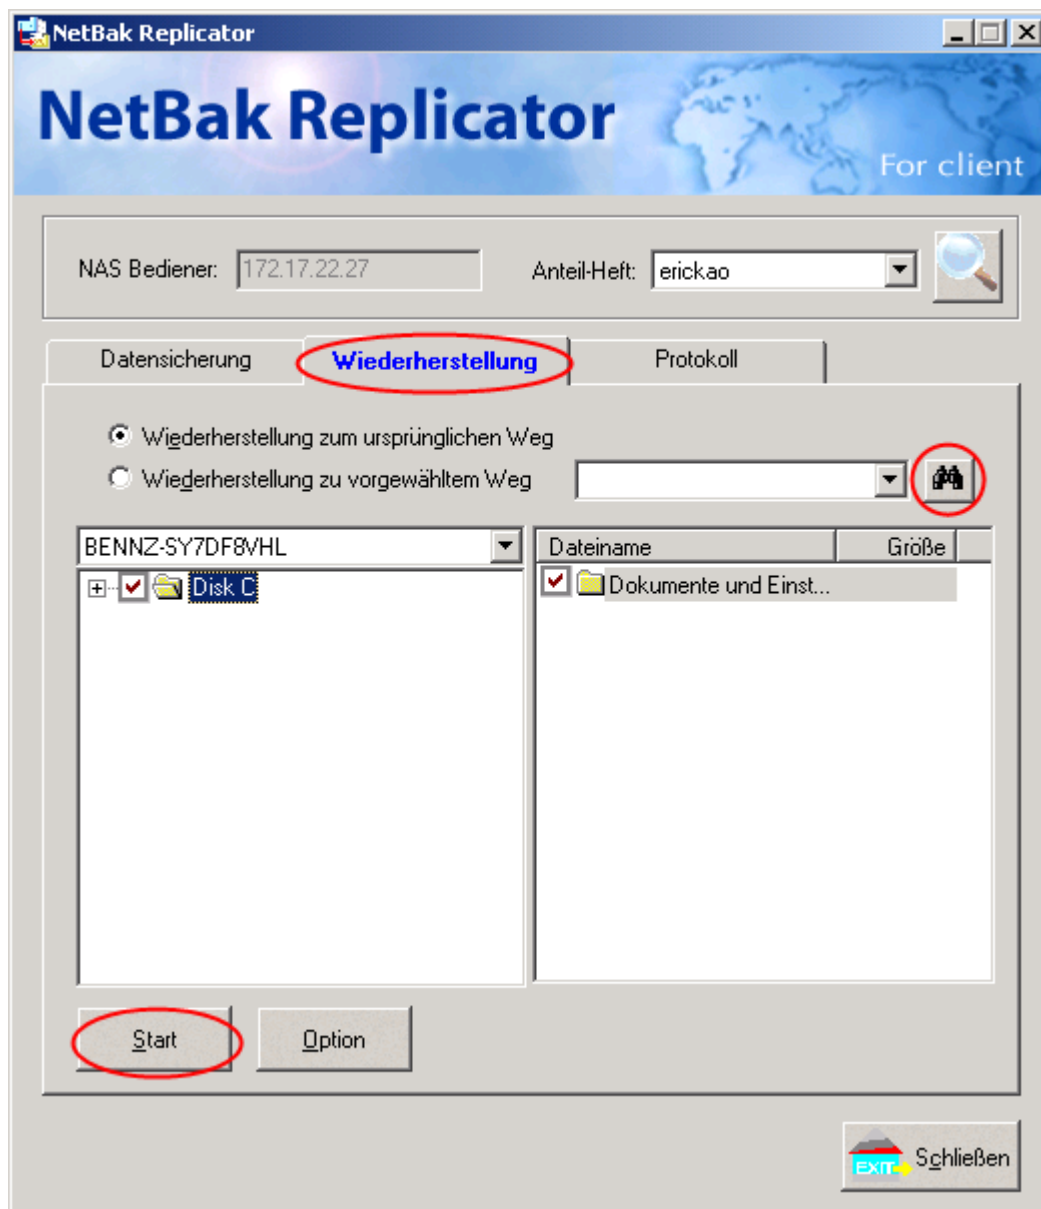 NetBak Replicator
NetBak Replicator
For client
NAS Bediener: 172.17.22.27 Anteil-Heft: erickao
Datensicherung Wiederherstellung Protokoll
Wiederherstellung zum ursprünglichen Weg
Wiederherstellung zu vorgewähltem Weg
BENNZ-SY7DF8VHL Dateiname Größe
Disk C Dokumente und Einst...
Start Option
EXIT Schließen